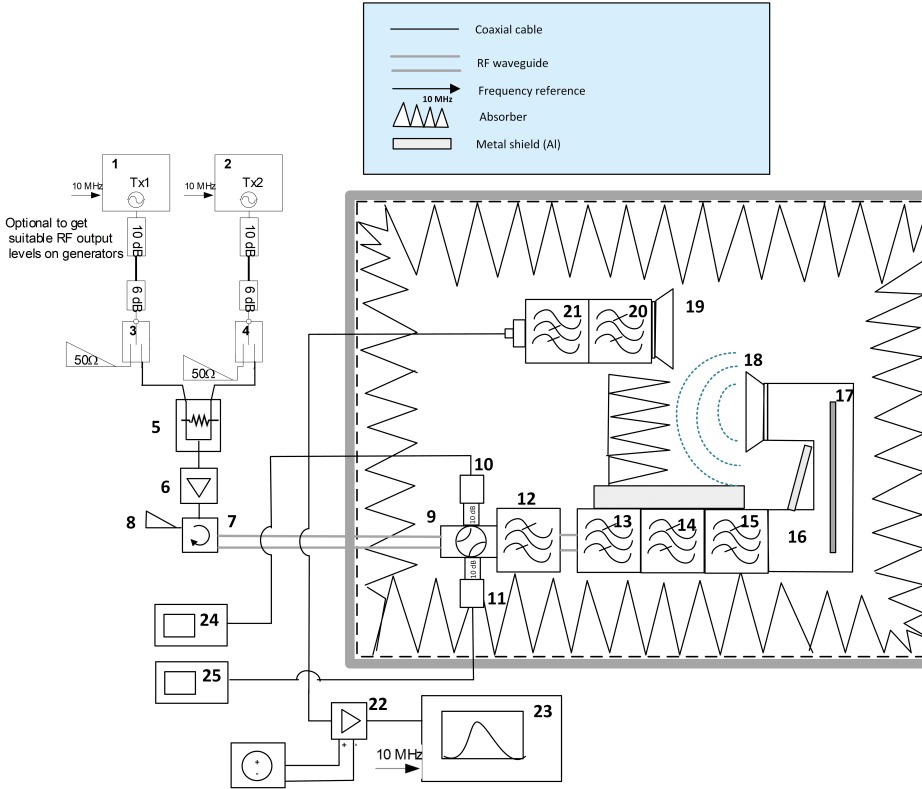 Coaxial cable
RF waveguide
Frequency reference
10 MHz
Absorber
Metal shield (Al)
1
2
Tx1
Tx2
10 MHz
10 MHz
Optional to get
suitable RF output
levels on generators
10 dB
10 dB
6 dB
6 dB
3
4
50Ω
50Ω
5
6
7
8
9
10
10 dB
10 dB
11
12
13
14
15
16
17
18
19
20
21
22
+ -
23
24
25
10 MHz
+
-